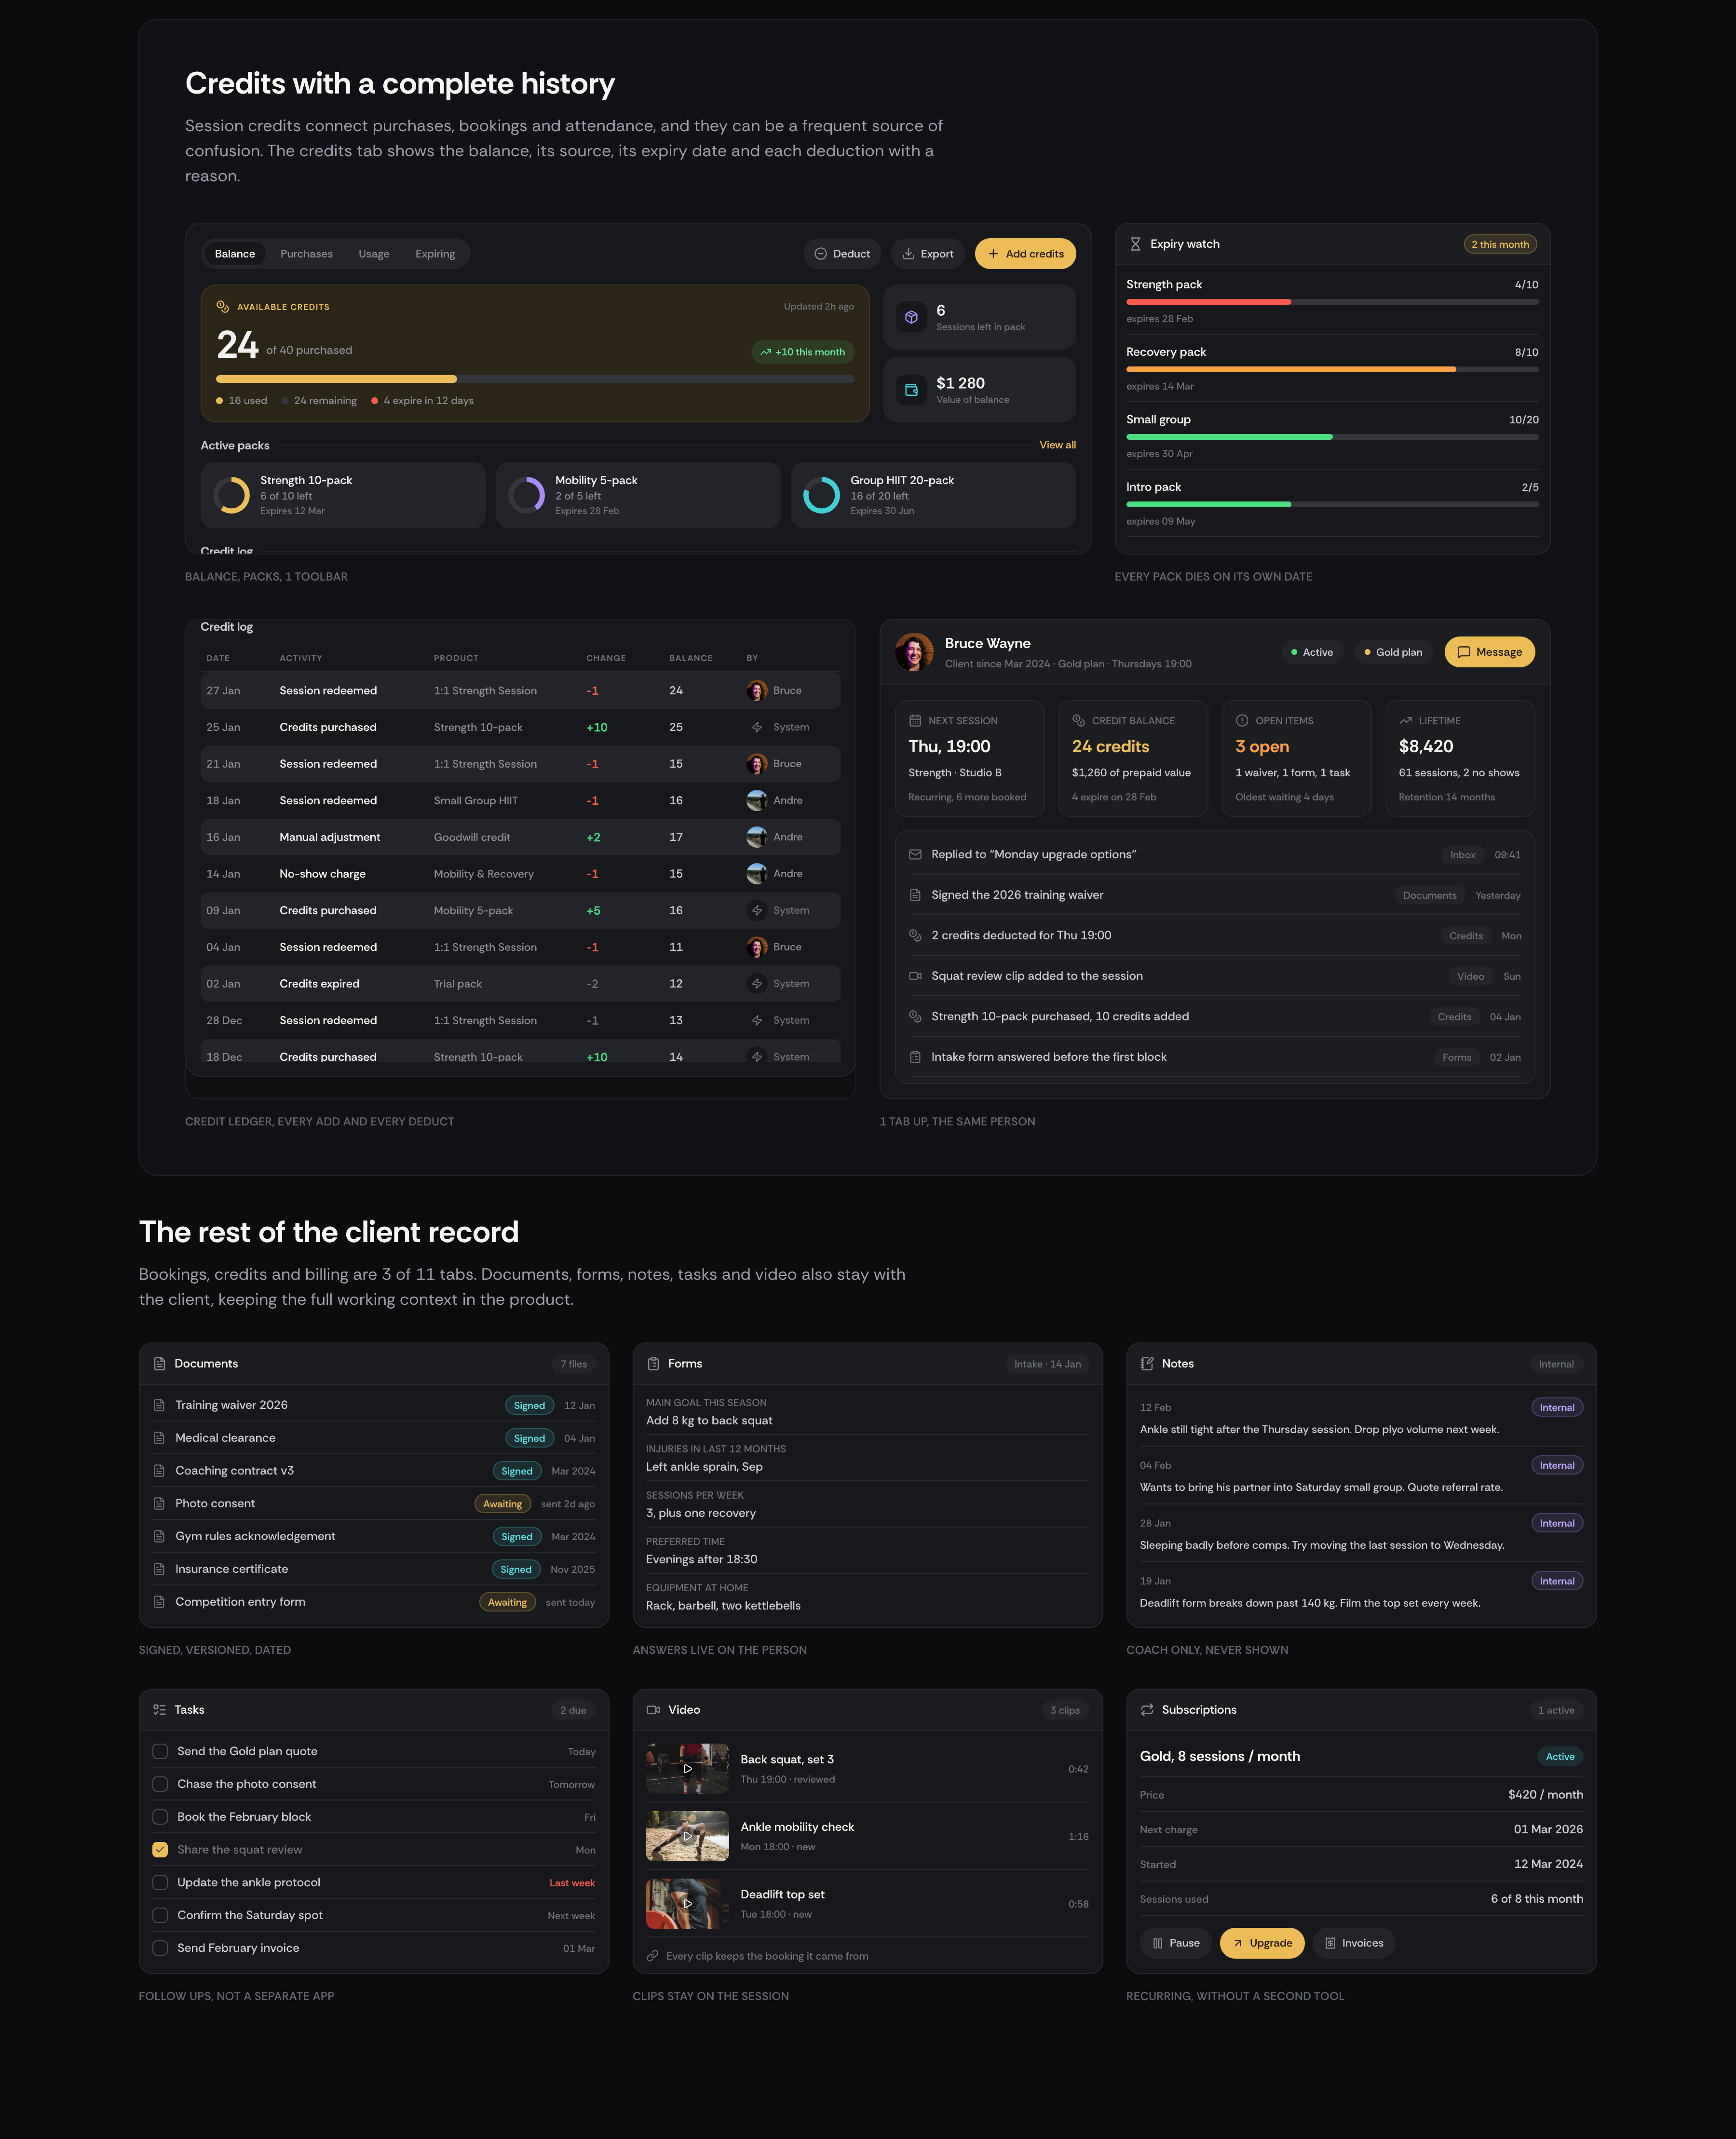 Credits with a complete history
Session credits connect purchases, bookings and attendance, and they can be a frequent source of
confusion. The credits tab shows the balance, its source, its expiry date and each deduction with a
reason.
Balance Purchases Usage Expiring Deduct Export Add credits
AVAILABLE CREDITS Updated 2h ago
24 of 40 purchased +10 this month
16 used 24 remaining 4 expire in 12 days
6
Sessions left in pack
$1 280
Value of balance
Active packs View all
Strength 10-pack
6 of 10 left
Expires 12 Mar
Mobility 5-pack
2 of 5 left
Expires 28 Feb
Group HIIT 20-pack
16 of 20 left
Expires 30 Jun
Credit log
BALANCE, PACKS, 1 TOOLBAR
Expiry watch 2 this month
Strength pack 4/10
expires 28 Feb
Recovery pack 8/10
expires 14 Mar
Small group 10/20
expires 30 Apr
Intro pack 2/5
expires 09 May
EVERY PACK DIES ON ITS OWN DATE
Credit log
DATE ACTIVITY PRODUCT CHANGE BALANCE BY
27 Jan Session redeemed 1:1 Strength Session -1 24 Bruce
25 Jan Credits purchased Strength 10-pack +10 25 System
21 Jan Session redeemed 1:1 Strength Session -1 15 Bruce
18 Jan Session redeemed Small Group HIIT -1 16 Andre
16 Jan Manual adjustment Goodwill credit +2 17 Andre
14 Jan No-show charge Mobility & Recovery -1 15 Andre
09 Jan Credits purchased Mobility 5-pack +5 16 System
04 Jan Session redeemed 1:1 Strength Session -1 11 Bruce
02 Jan Credits expired Trial pack -2 12 System
28 Dec Session redeemed 1:1 Strength Session -1 13 System
18 Dec Credits purchased Strength 10-pack +10 14 System
CREDIT LEDGER, EVERY ADD AND EVERY DEDUCT
Bruce Wayne
Client since Mar 2024 · Gold plan · Thursdays 19:00
Active Gold plan Message
NEXT SESSION
Thu, 19:00
Strength · Studio B
Recurring, 6 more booked
CREDIT BALANCE
24 credits
$1,260 of prepaid value
4 expire on 28 Feb
OPEN ITEMS
3 open
1 waiver, 1 form, 1 task
Oldest waiting 4 days
LIFETIME
$8,420
61 sessions, 2 no shows
Retention 14 months
Replied to “Monday upgrade options” Inbox 09:41
Signed the 2026 training waiver Documents Yesterday
2 credits deducted for Thu 19:00 Credits Mon
Squat review clip added to the session Video Sun
Strength 10-pack purchased, 10 credits added Credits 04 Jan
Intake form answered before the first block Forms 02 Jan
1 TAB UP, THE SAME PERSON
The rest of the client record
Bookings, credits and billing are 3 of 11 tabs. Documents, forms, notes, tasks and video also stay with
the client, keeping the full working context in the product.
Documents 7 files
Training waiver 2026 Signed 12 Jan
Medical clearance Signed 04 Jan
Coaching contract v3 Signed Mar 2024
Photo consent Awaiting sent 2d ago
Gym rules acknowledgement Signed Mar 2024
Insurance certificate Signed Nov 2025
Competition entry form Awaiting sent today
SIGNED, VERSIONED, DATED
Forms Intake · 14 Jan
MAIN GOAL THIS SEASON
Add 8 kg to back squat
INJURIES IN LAST 12 MONTHS
Left ankle sprain, Sep
SESSIONS PER WEEK
3, plus one recovery
PREFERRED TIME
Evenings after 18:30
EQUIPMENT AT HOME
Rack, barbell, two kettlebells
ANSWERS LIVE ON THE PERSON
Notes Internal
12 Feb Internal
Ankle still tight after the Thursday session. Drop plyo volume next week.
04 Feb Internal
Wants to bring his partner into Saturday small group. Quote referral rate.
28 Jan Internal
Sleeping badly before comps. Try moving the last session to Wednesday.
19 Jan Internal
Deadlift form breaks down past 140 kg. Film the top set every week.
COACH ONLY, NEVER SHOWN
Tasks 2 due
Send the Gold plan quote Today
Chase the photo consent Tomorrow
Book the February block Fri
Share the squat review Mon
Update the ankle protocol Last week
Confirm the Saturday spot Next week
Send February invoice 01 Mar
FOLLOW UPS, NOT A SEPARATE APP
Video 3 clips
Back squat, set 3
Thu 19:00 · reviewed 0:42
Ankle mobility check
Mon 18:00 · new 1:16
Deadlift top set
Tue 18:00 · new 0:58
Every clip keeps the booking it came from
CLIPS STAY ON THE SESSION
Subscriptions 1 active
Gold, 8 sessions / month Active
Price $420 / month
Next charge 01 Mar 2026
Started 12 Mar 2024
Sessions used 6 of 8 this month
Pause Upgrade Invoices
RECURRING, WITHOUT A SECOND TOOL